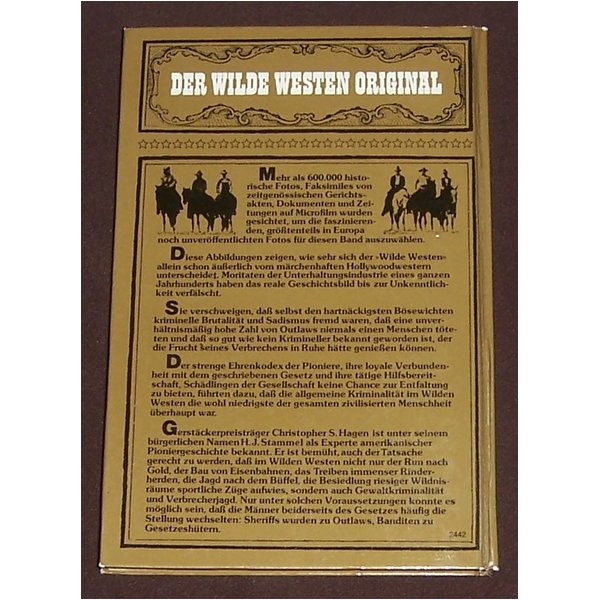 DER WILDE WESTEN ORIGINAL
Mehr als 600.000 histo-
rische Fotos, Faksimiles von
zeitgenössischen Gerichts-
akten, Dokumenten und Zei-
tungen auf Microfilm wurden
gesichtet, um die faszinieren-
den, größtenteils in Europa
noch unveröffentlichten Fotos für diesen Band auszuwählen.
Diese Abbildungen zeigen, wie sehr sich der »Wilde Westen«
allein schon äußerlich vom märchenhaften Hollywoodwestern
unterscheidet. Moritaten der Unterhaltungsindustrie eines ganzen
Jahrhunderts haben das reale Geschichtsbild bis zur Unkenntlich-
keit verfälscht.
Sie verschweigen, daß selbst den hartnäckigsten Bösewichten
kriminelle Brutalität und Sadismus fremd waren, daß eine unver-
hältnismäßig hohe Zahl von Outlaws niemals einen Menschen töte-
ten und daß so gut wie kein Krimineller bekannt geworden ist, der
die Frucht seines Verbrechens in Ruhe hätte genießen können.
Der strenge Ehrenkodex der Pioniere, ihre loyale Verbunden-
heit mit dem geschriebenen Gesetz und ihre tätige Hilfsbereit-
schaft, Schädlingen der Gesellschaft keine Chance zur Entfaltung
zu bieten, führten dazu, daß die allgemeine Kriminalität im Wilden
Westen die wohl niedrigste der gesamten zivilisierten Menschheit
überhaupt war.
Gerstäckerpreisträger Christopher S. Hagen ist unter seinem
bürgerlichen Namen H. J. Stammel als Experte amerikanischer
Pioniergeschichte bekannt. Er ist bemüht, auch der Tatsache
gerecht zu werden, daß im Wilden Westen nicht nur der Run nach
Gold, der Bau von Eisenbahnen, das Treiben immenser Rinder-
herden, die Jagd nach dem Büffel, die Besiedlung riesiger Wildnis-
räume sportliche Züge aufwies, sondern auch Gewaltkriminalität
und Verbrecherjagd. Nur unter solchen Voraussetzungen konnte es
möglich sein, daß die Männer beiderseits des Gesetzes häufig die
Stellung wechselten: Sheriffs wurden zu Outlaws, Banditen zu
Gesetzeshütern.
2442